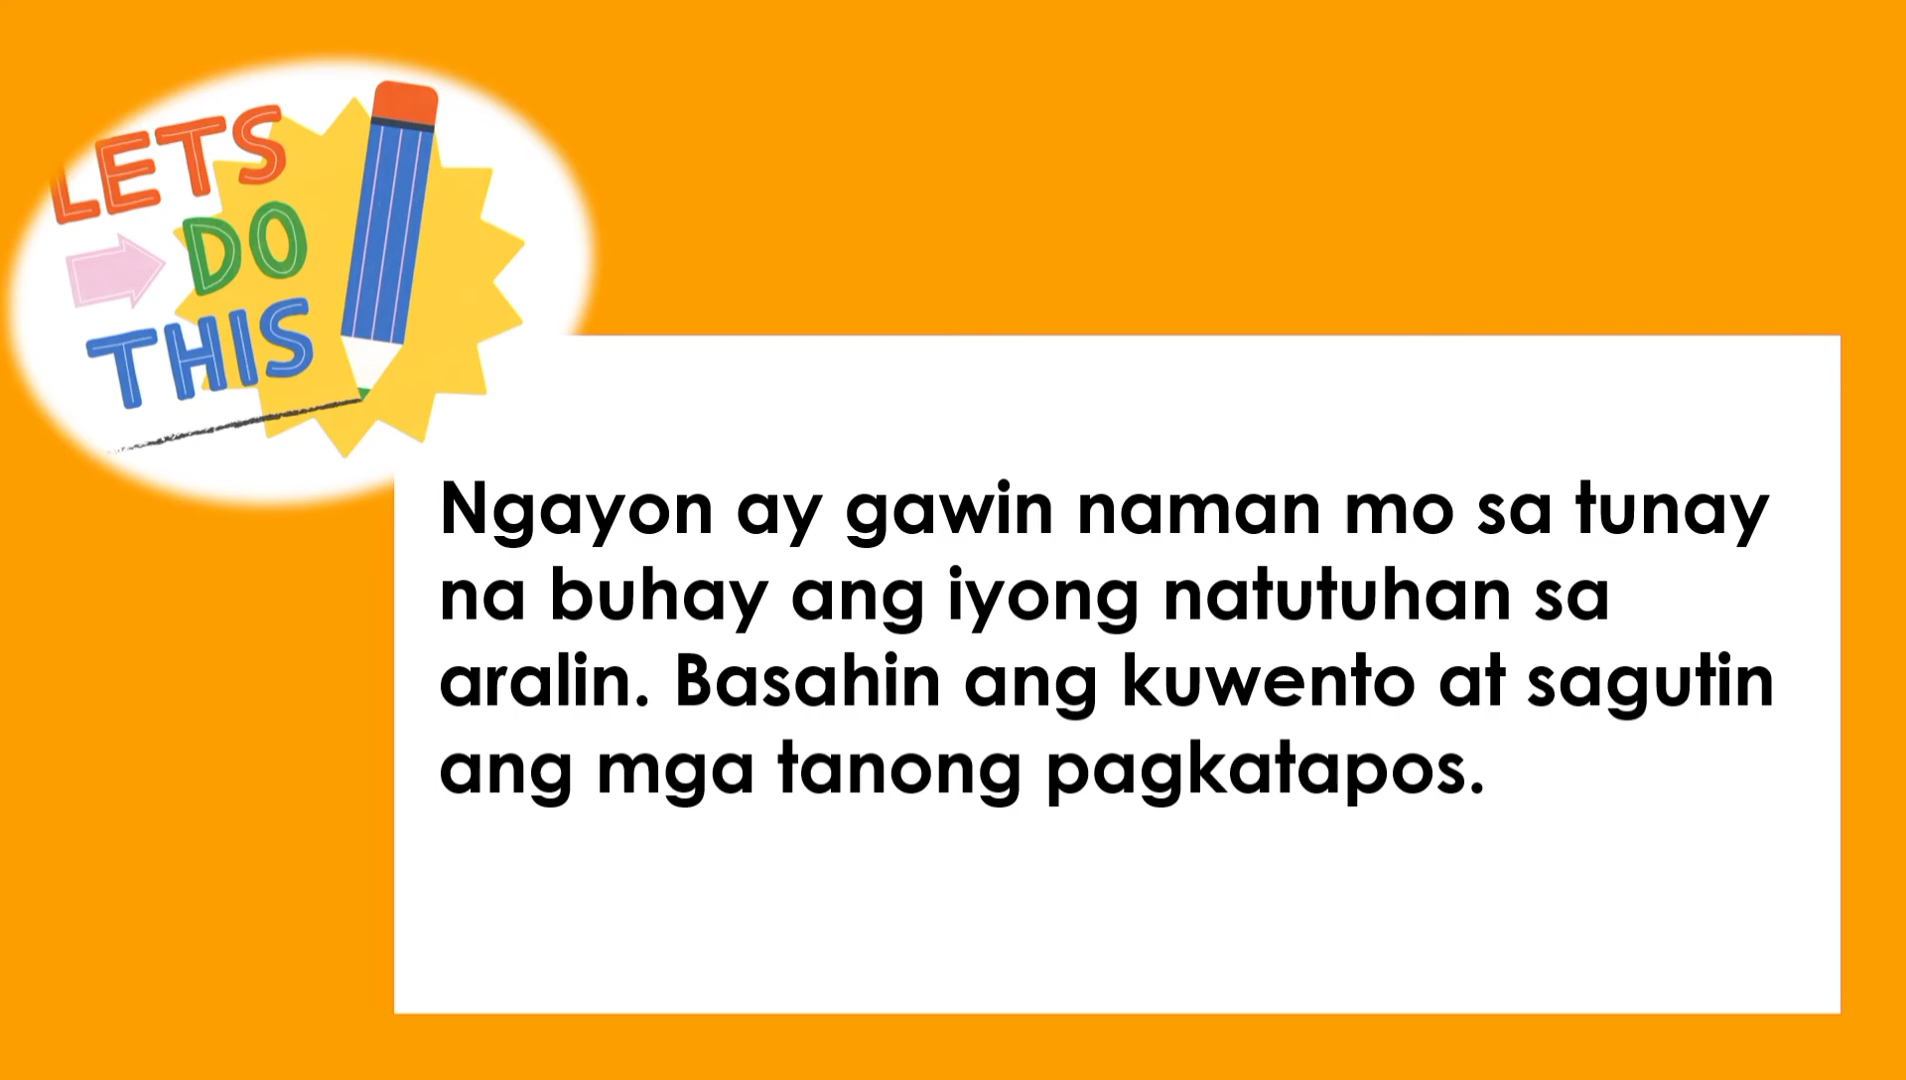 LETS
DO
THIS
Ngayon ay gawin naman mo sa tunay
na buhay ang iyong natutuhan sa
aralin. Basahin ang kuwento at sagutin
ang mga tanong pagkatapos.